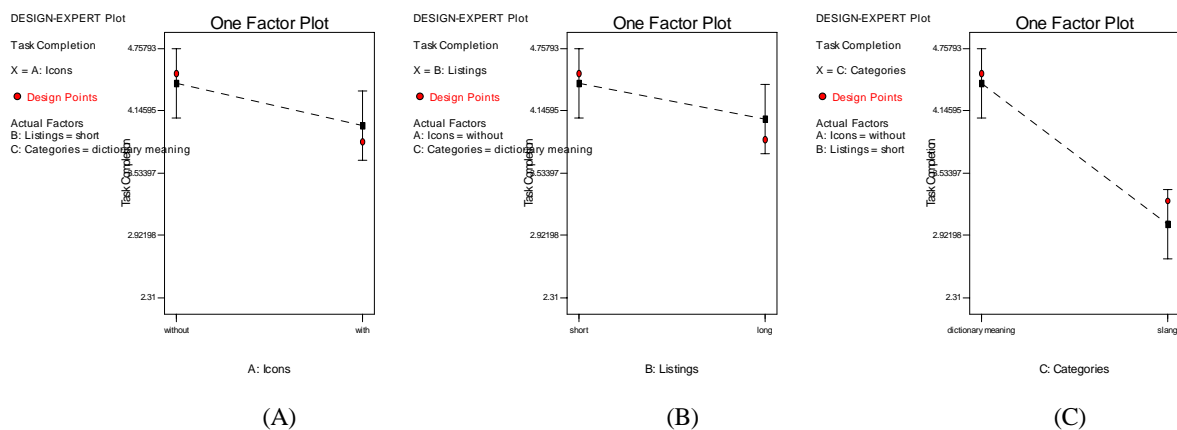 DESIGN-EXPERT Plot
Task Completion
X = A: Icons
Design Points
Actual Factors
B: Listings = short
C: Categories = dictionary meaning
One Factor Plot
Task Completion
4.75793
4.14595
3.53397
2.92198
2.31
without
with
A: Icons
(A)
DESIGN-EXPERT Plot
Task Completion
X = B: Listings
Design Points
Actual Factors
A: Icons = without
C: Categories = dictionary meaning
One Factor Plot
Task Completion
4.75793
4.14595
3.53397
2.92198
2.31
short
long
B: Listings
(B)
DESIGN-EXPERT Plot
Task Completion
X = C: Categories
Design Points
Actual Factors
A: Icons = without
B: Listings = short
One Factor Plot
Task Completion
4.75793
4.14595
3.53397
2.92198
2.31
dictionary meaning
slang
C: Categories
(C)